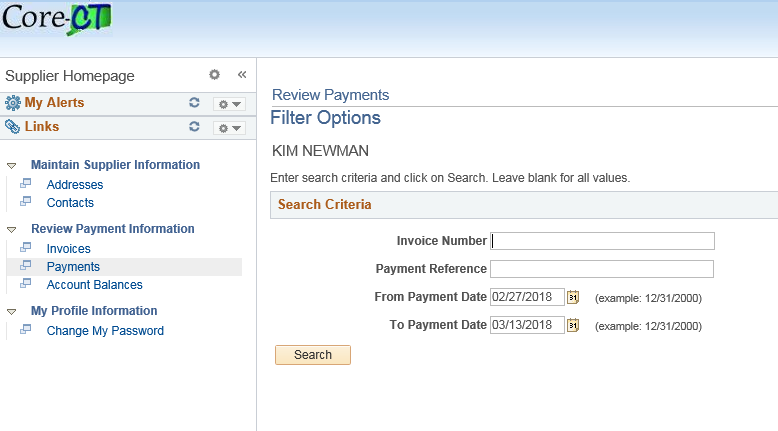 Core-CT
Supplier Homepage
My Alerts
Links
Maintain Supplier Information
Addresses
Contacts
Review Payment Information
Invoices
Payments
Account Balances
My Profile Information
Change My Password
Review Payments
Filter Options
KIM NEWMAN
Enter search criteria and click on Search. Leave blank for all values.
Search Criteria
Invoice Number
Payment Reference
From Payment Date 02/27/2018 31 (example: 12/31/2000)
To Payment Date 03/13/2018 31 (example: 12/31/2000)
Search